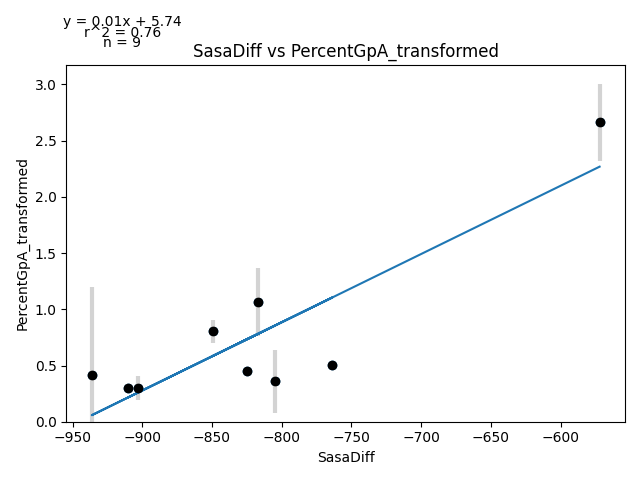 y = 0.01x + 5.74
r^2 = 0.76
n = 9
SasaDiff vs PercentGpA_transformed
3.0
2.5
2.0
1.5
1.0
0.5
0.0
PercentGpA_transformed
−950 −900 −850 −800 −750 −700 −650 −600
SasaDiff